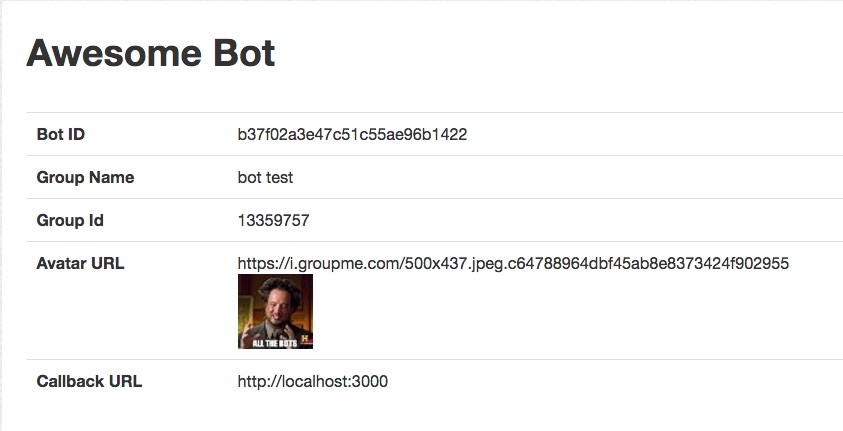 Awesome Bot
Bot ID b37f02a3e47c51c55ae96b1422
Group Name bot test
Group Id 13359757
Avatar URL https://i.groupme.com/500x437.jpeg.c64788964dbf45ab8e8373424f902955
ALL THE BOTS H
Callback URL http://localhost:3000